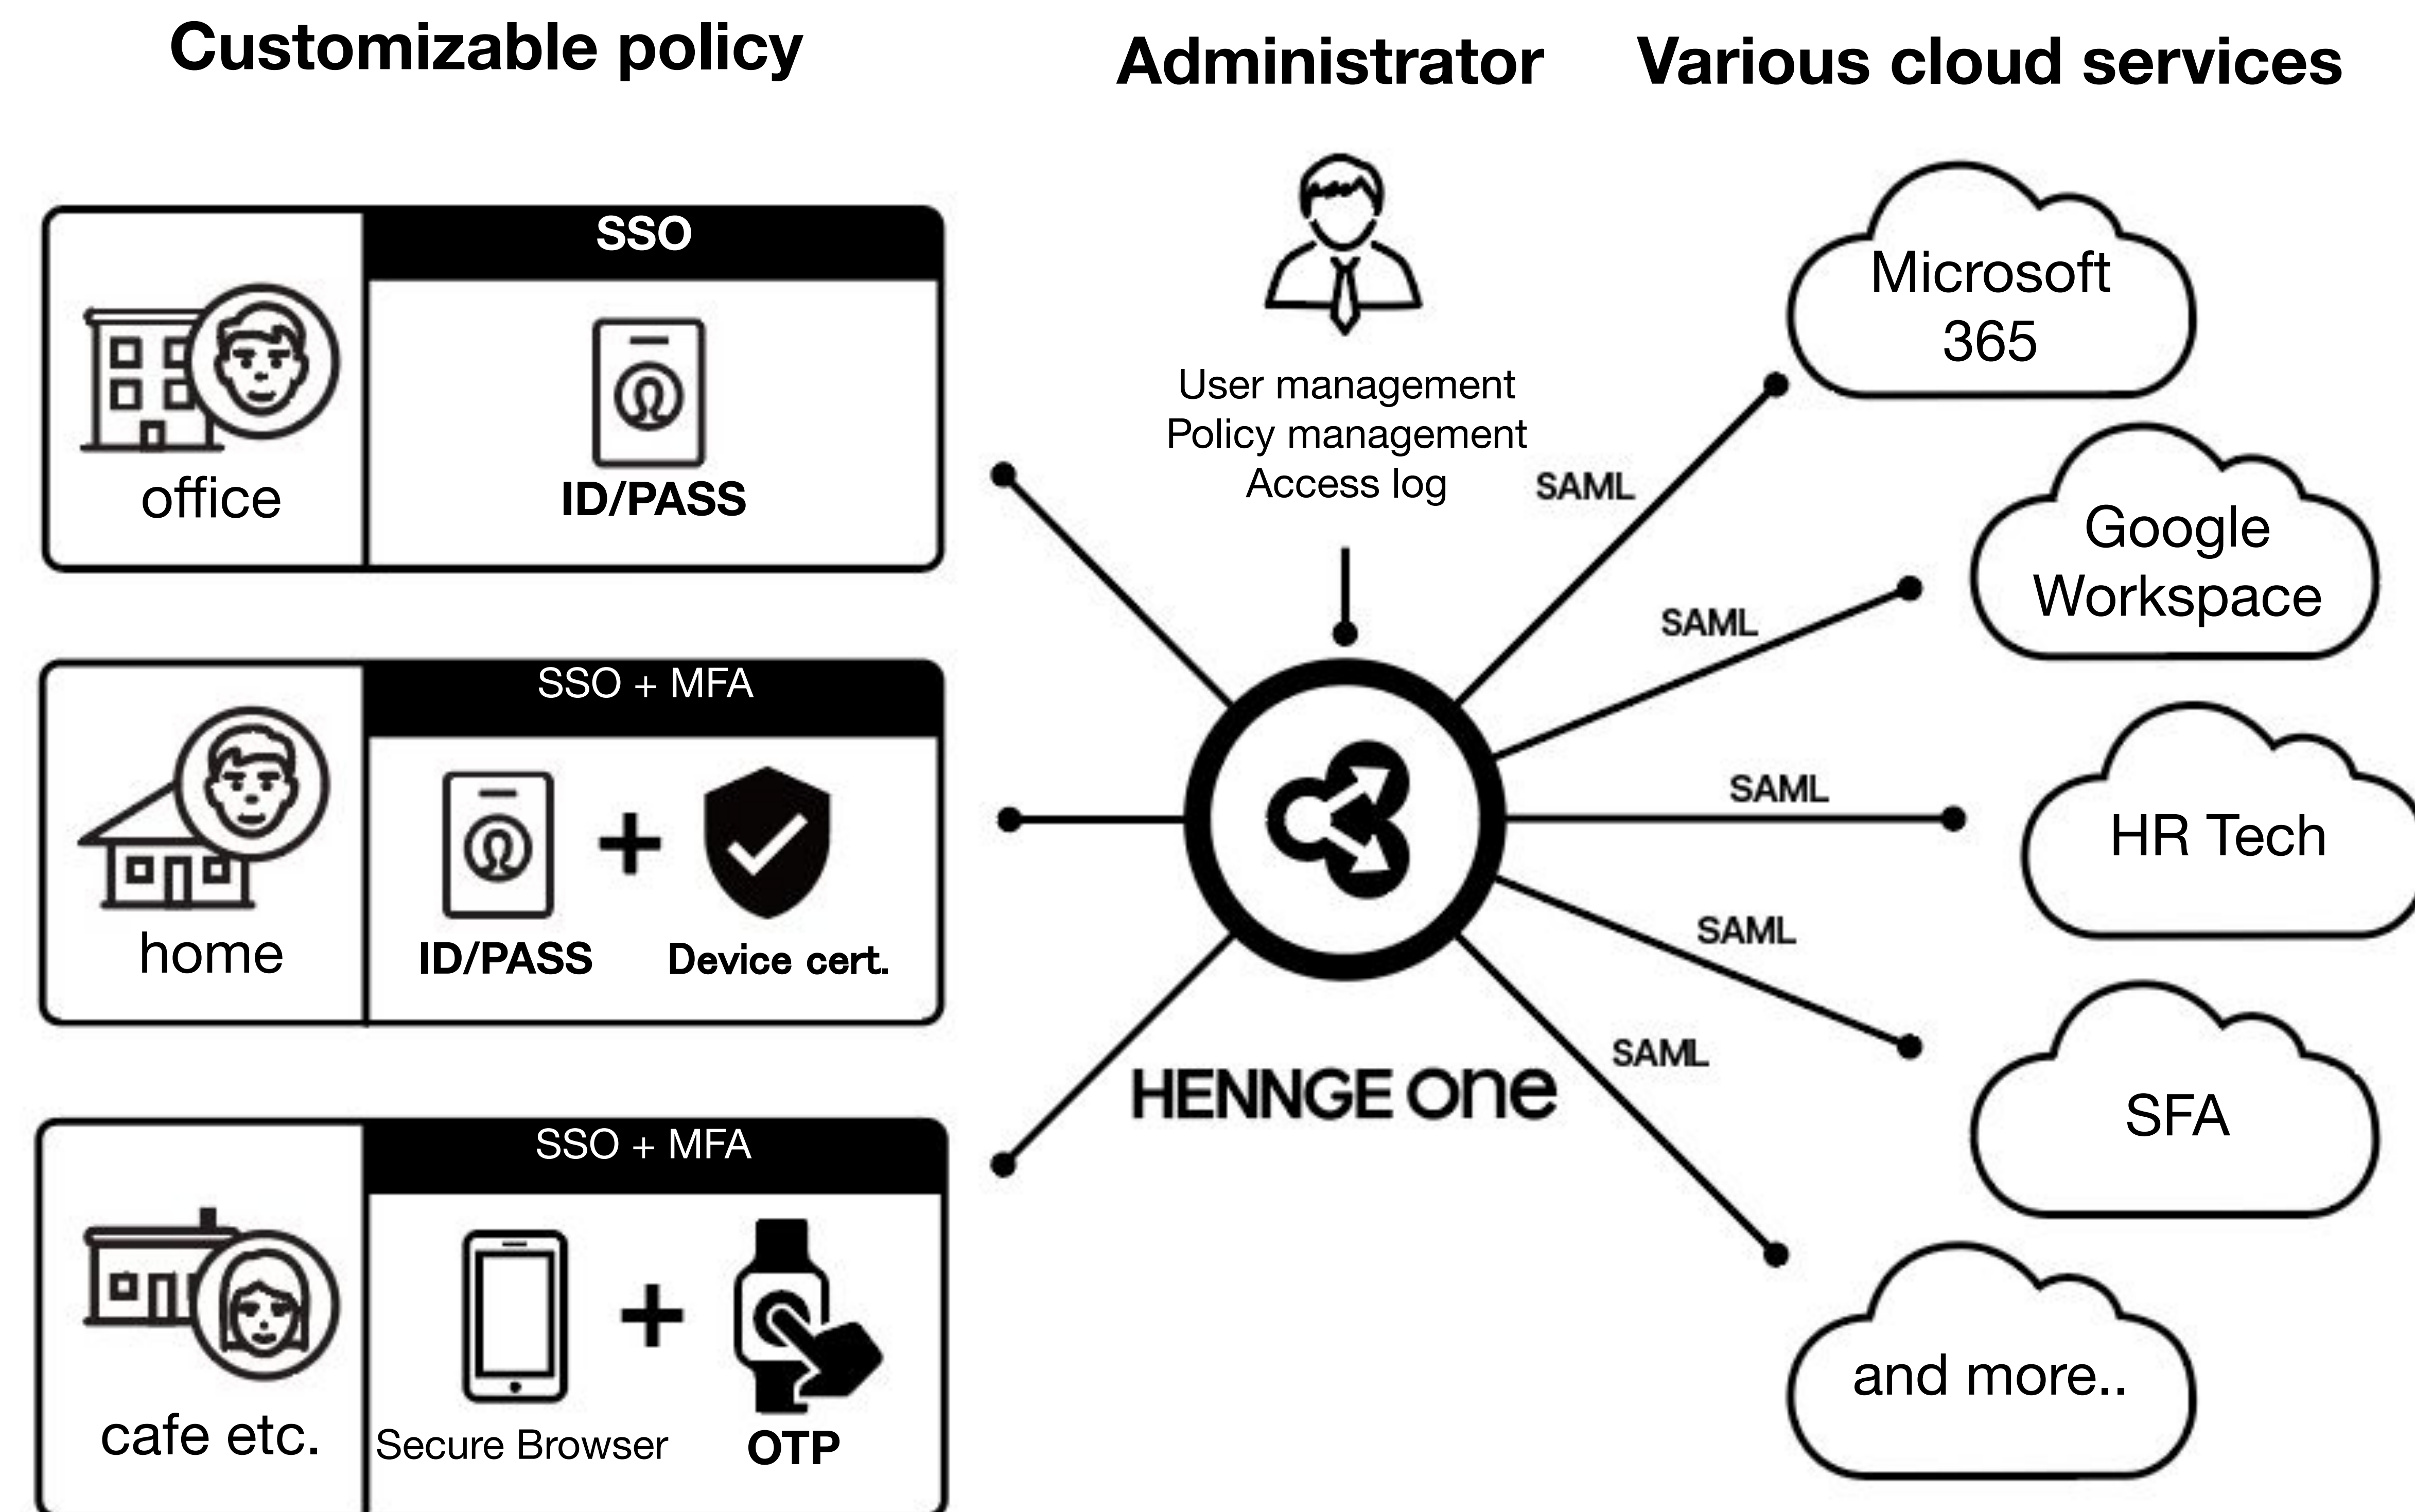 Customizable policy
Administrator
Various cloud services
SSO
ID/PASS
office
SSO + MFA
ID/PASS
+
Device cert.
home
SSO + MFA
+
Secure Browser
OTP
cafe etc.
User management
Policy management
Access log
HENNGE one
SAML
SAML
SAML
SAML
SAML
Microsoft
365
Google
Workspace
HR Tech
SFA
and more..